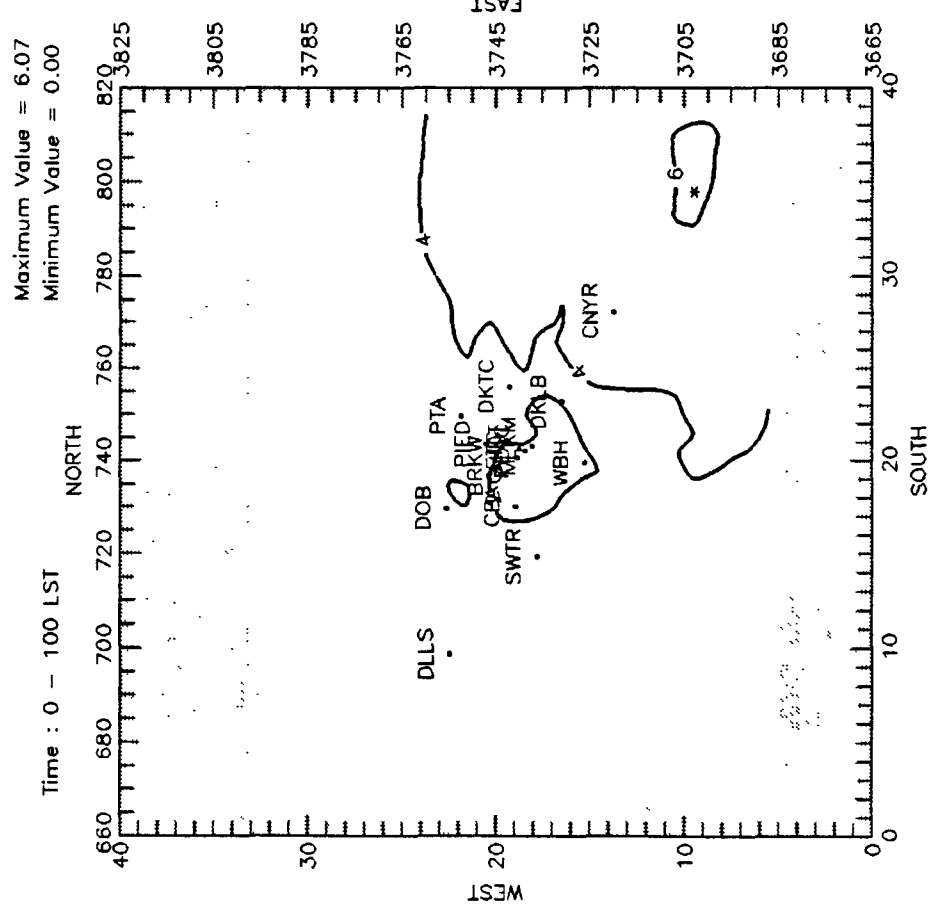 Maximum Value = 6.07
Minimum Value = 0.00
Time : 0 – 100 LST
NORTH
660 680 700 720 740 760 780 800 820
40
30
20
10
0
WEST
3825
3805
3785
3765
3745
3725
3705
3685
3665
EAST
0 10 20 30 40
SOUTH
4
4
6
*
DLLS
DOB
SWTR
PTA
DKTC
BRKW
WBH
CNYR